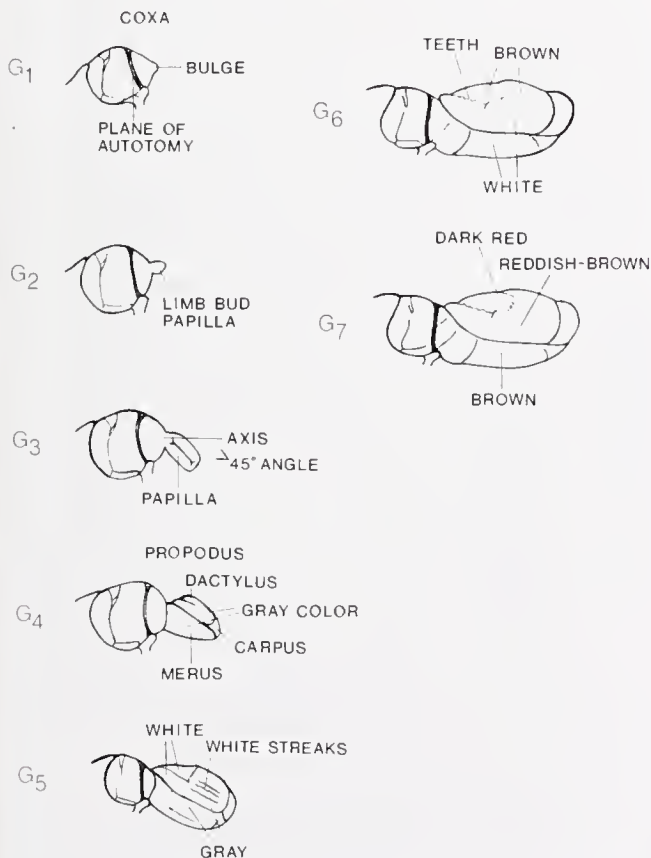 COXA
G1
BULGE
PLANE OF
AUTOTOMY
G2
LIMB BUD
PAPILLA
G3
AXIS
45° ANGLE
PAPILLA
G4
PROPODUS
DACTYLUS
GRAY COLOR
CARPUS
MERUS
G5
WHITE
WHITE STREAKS
GRAY
G6
TEETH BROWN
WHITE
G7
DARK RED
REDDISH-BROWN
BROWN